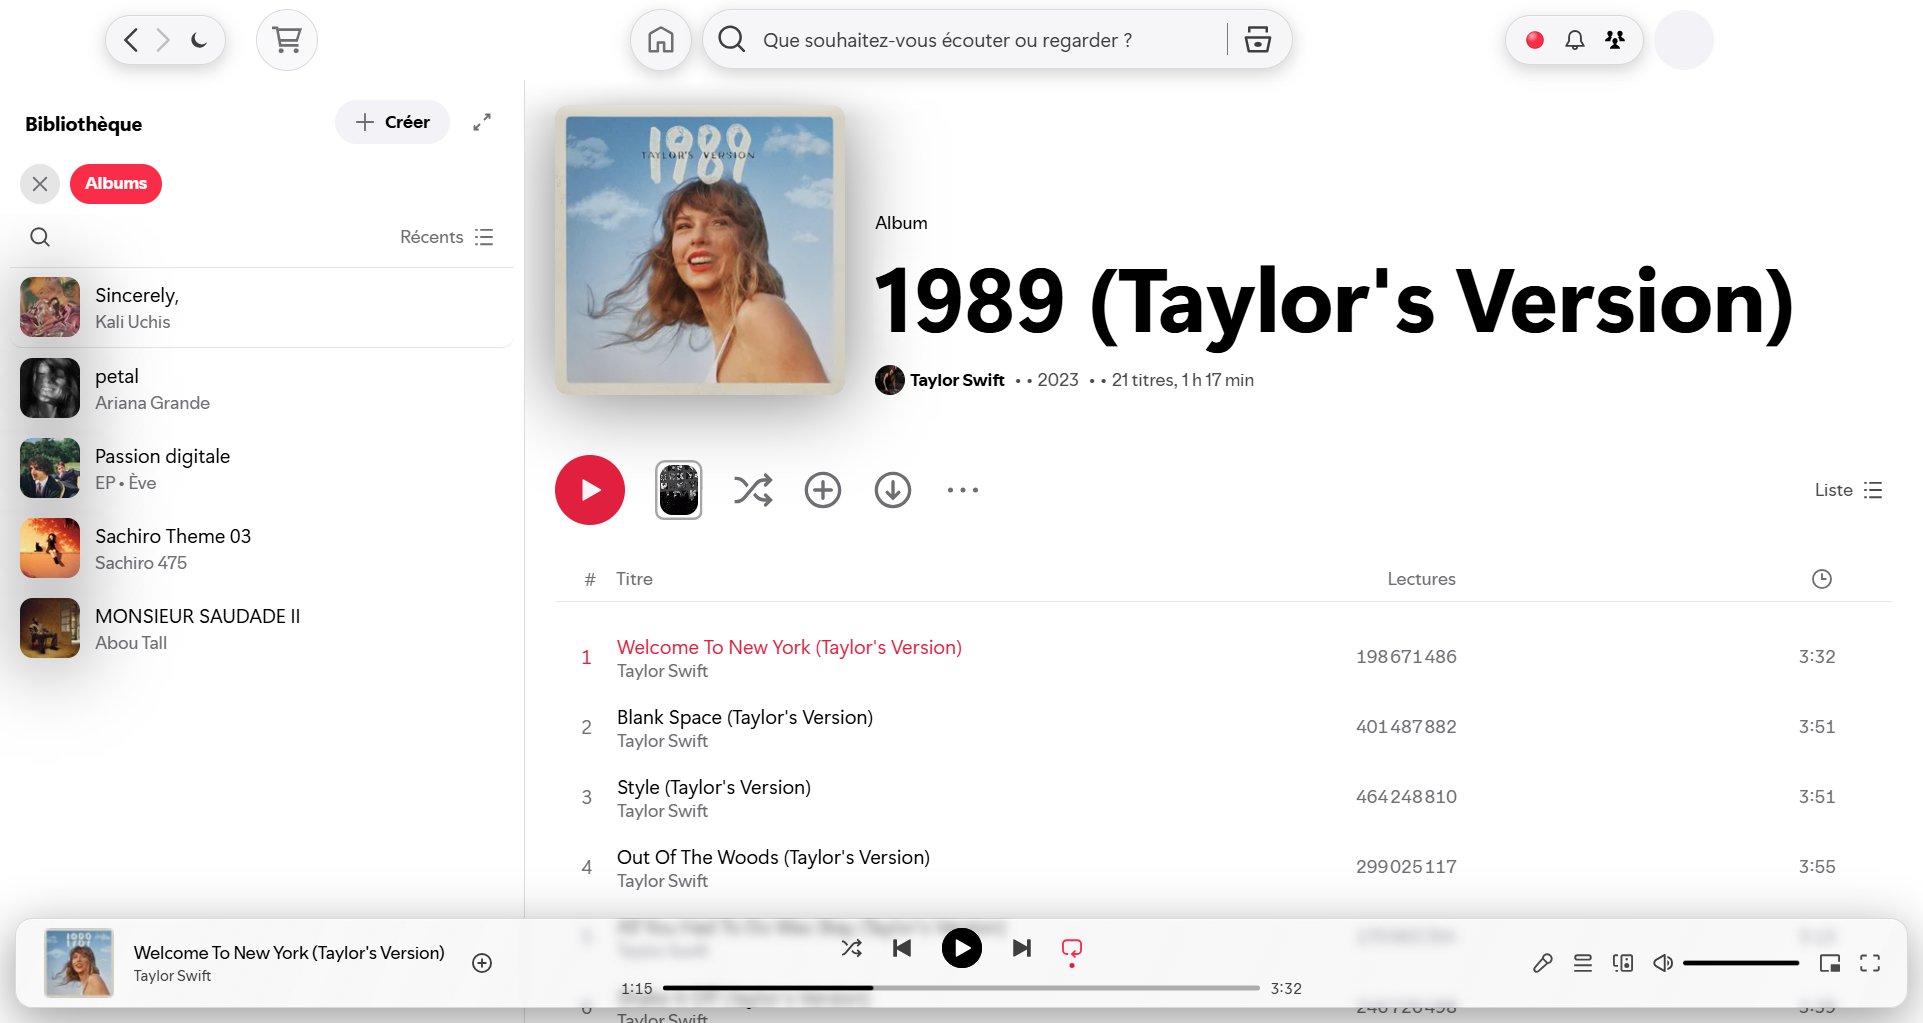 Que souhaitez-vous écouter ou regarder ?
Bibliothèque
Créer
Albums
Récents
Sincerely,
Kali Uchis
petal
Ariana Grande
Passion digitale
EP • Ève
Sachiro Theme 03
Sachiro 475
MONSIEUR SAUDADE II
Abou Tall
1989
TAYLOR'S VERSION
Album
1989 (Taylor's Version)
Taylor Swift • • 2023 • • 21 titres, 1 h 17 min
Liste
# Titre Lectures
1 Welcome To New York (Taylor's Version) 198 671 486 3:32
Taylor Swift
2 Blank Space (Taylor's Version) 401 487 882 3:51
Taylor Swift
3 Style (Taylor's Version) 464 248 810 3:51
Taylor Swift
4 Out Of The Woods (Taylor's Version) 299 025 117 3:55
Taylor Swift
Taylor Swift
1989
Welcome To New York (Taylor's Version)
Taylor Swift
1:15
3:32